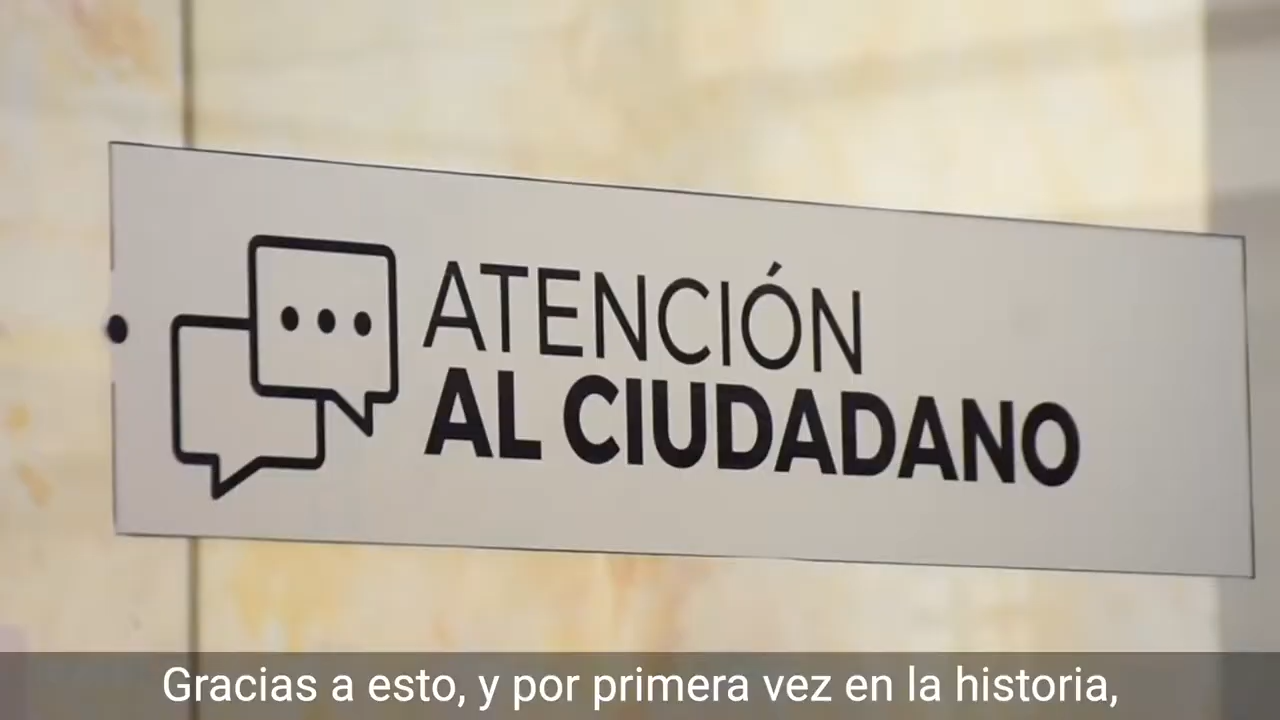 ATENCIÓN
AL CIUDADANO
Gracias a esto, y por primera vez en la historia,